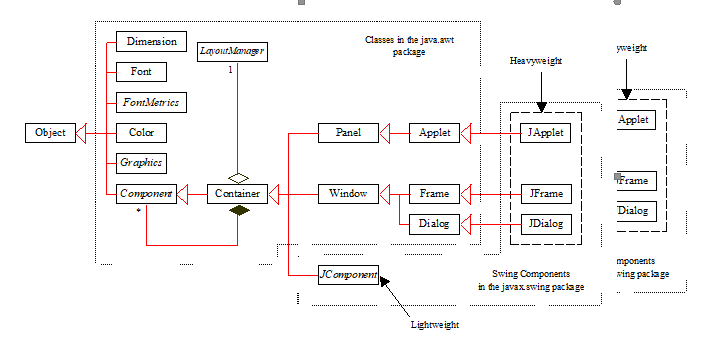 Dimension
LayoutManager
Classes in the java.awt
package
1
Font
Heavyweight
yweight
FontMetrics
Object
Color
Panel
Applet
JApplet
Applet
Graphics
Component
Container
Window
Frame
JFrame
Frame
*
Dialog
JDialog
Dialog
JComponent
Swing Components
in the javax.swing package
mponents
wing package
Lightweight